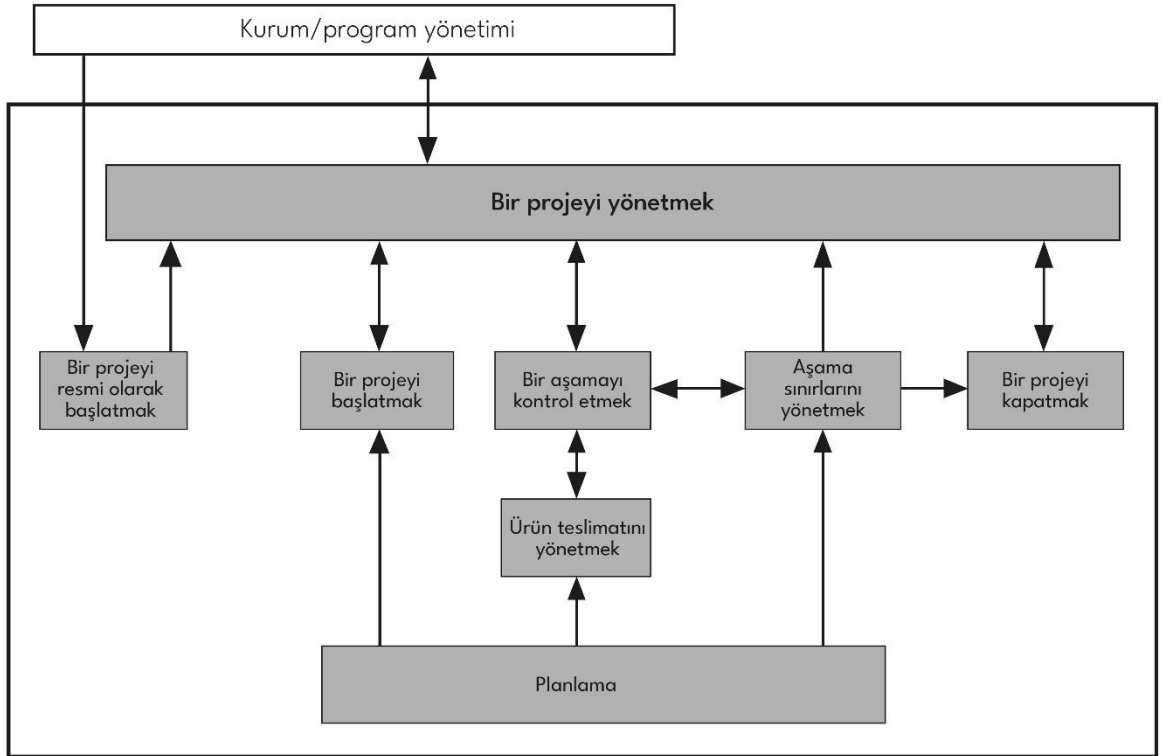 Kurum/program yönetimi
Bir projeyi yönetmek
Bir projeyi
resmi olarak
başlatmak
Bir projeyi
başlatmak
Bir aşamayı
kontrol etmek
Aşama
sınırlarını
yönetmek
Bir projeyi
kapatmak
Ürün teslimatını
yönetmek
Planlama